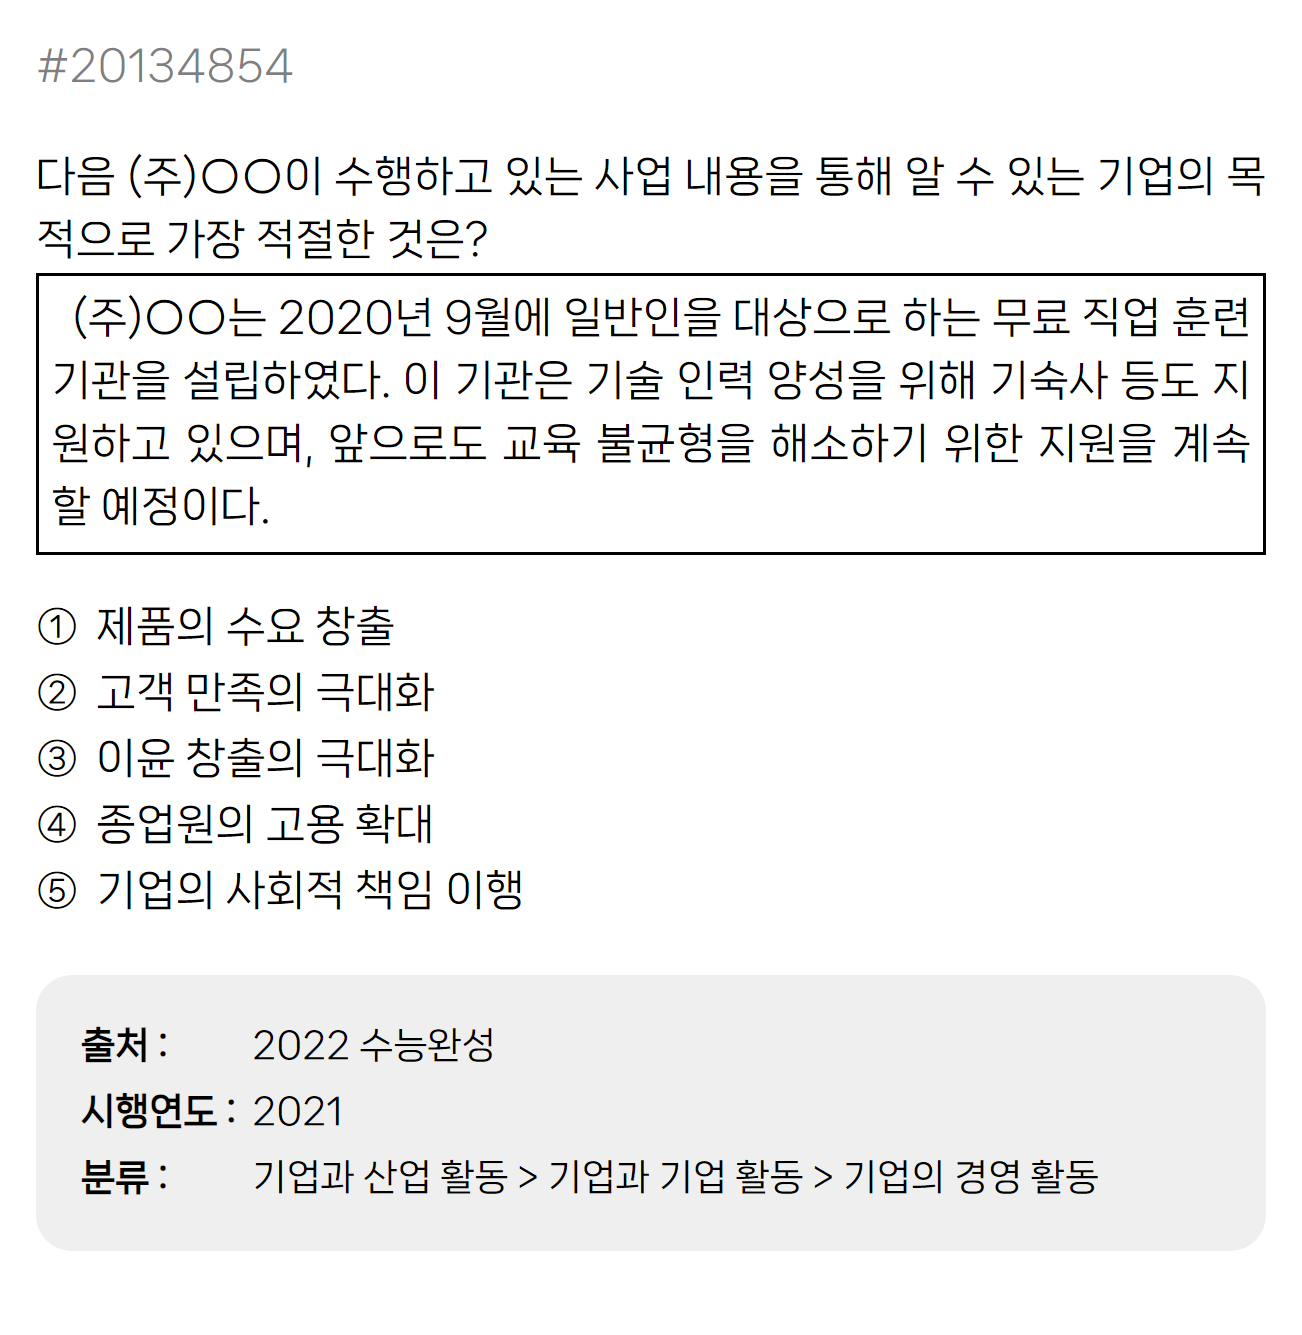 #20134854
다음 (주)〇〇이 수행하고 있는 사업 내용을 통해 알 수 있는 기업의 목
적으로 가장 적절한 것은?
(주)〇〇는 2020년 9월에 일반인을 대상으로 하는 무료 직업 훈련
기관을 설립하였다. 이 기관은 기술 인력 양성을 위해 기숙사 등도 지
원하고 있으며, 앞으로도 교육 불균형을 해소하기 위한 지원을 계속
할 예정이다.
① 제품의 수요 창출
② 고객 만족의 극대화
③ 이윤 창출의 극대화
④ 종업원의 고용 확대
⑤ 기업의 사회적 책임 이행
출처 : 2022 수능완성
시행연도 : 2021
분류 : 기업과 산업 활동 > 기업과 기업 활동 > 기업의 경영 활동